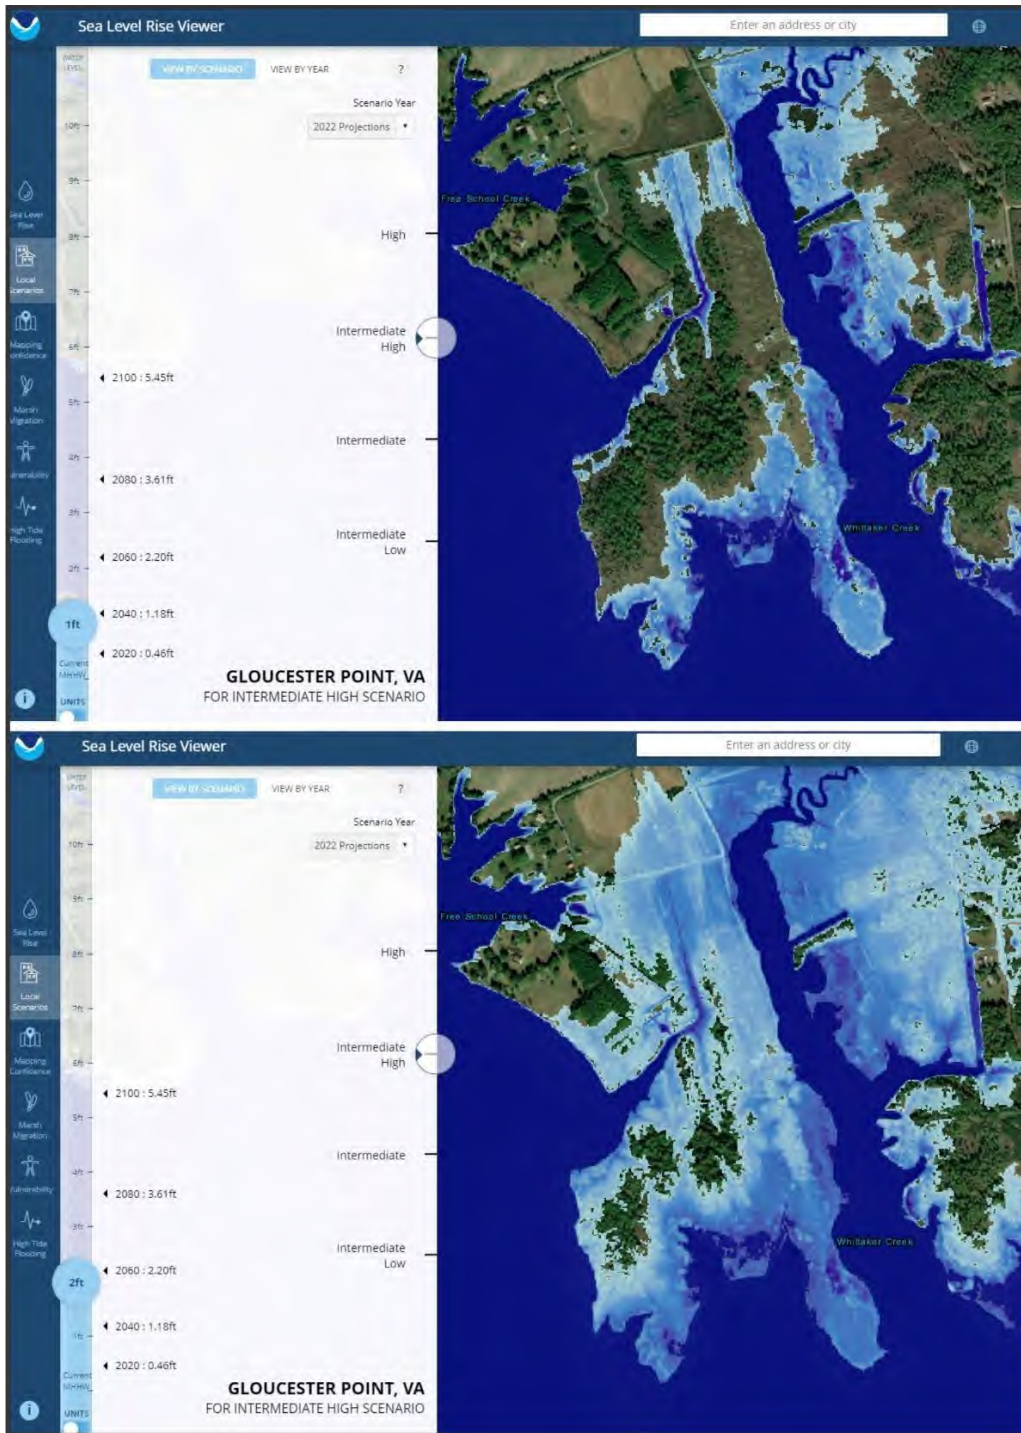 Sea Level Rise Viewer
Enter an address or city
WATER
LEVEL
VIEW BY SCENARIO
VIEW BY YEAR
?
Scenario Year
2022 Projections
10ft
9ft
8ft
7ft
6ft
5ft
4ft
3ft
2ft
1ft
Current
MHHW
UNITS
Sea Level
Rise
Local
Scenarios
Mapping
Confidence
Marsh
Migration
High Tide
Flooding
High
Intermediate
High
Intermediate
Intermediate
Low
2100 : 5.45ft
2080 : 3.61ft
2060 : 2.20ft
2040 : 1.18ft
2020 : 0.46ft
GLOUCESTER POINT, VA
FOR INTERMEDIATE HIGH SCENARIO
Free School Creek
Whittaker Creek
Sea Level Rise Viewer
Enter an address or city
WATER
LEVEL
VIEW BY SCENARIO
VIEW BY YEAR
?
Scenario Year
2022 Projections
10ft
9ft
8ft
7ft
6ft
5ft
4ft
3ft
2ft
1ft
Current
MHHW
UNITS
Sea Level
Rise
Local
Scenarios
Mapping
Confidence
Marsh
Migration
Vulnerability
High Tide
Flooding
High
Intermediate
High
Intermediate
Intermediate
Low
2100 : 5.45ft
2080 : 3.61ft
2060 : 2.20ft
2040 : 1.18ft
2020 : 0.46ft
GLOUCESTER POINT, VA
FOR INTERMEDIATE HIGH SCENARIO
Free School Creek
Whittaker Creek